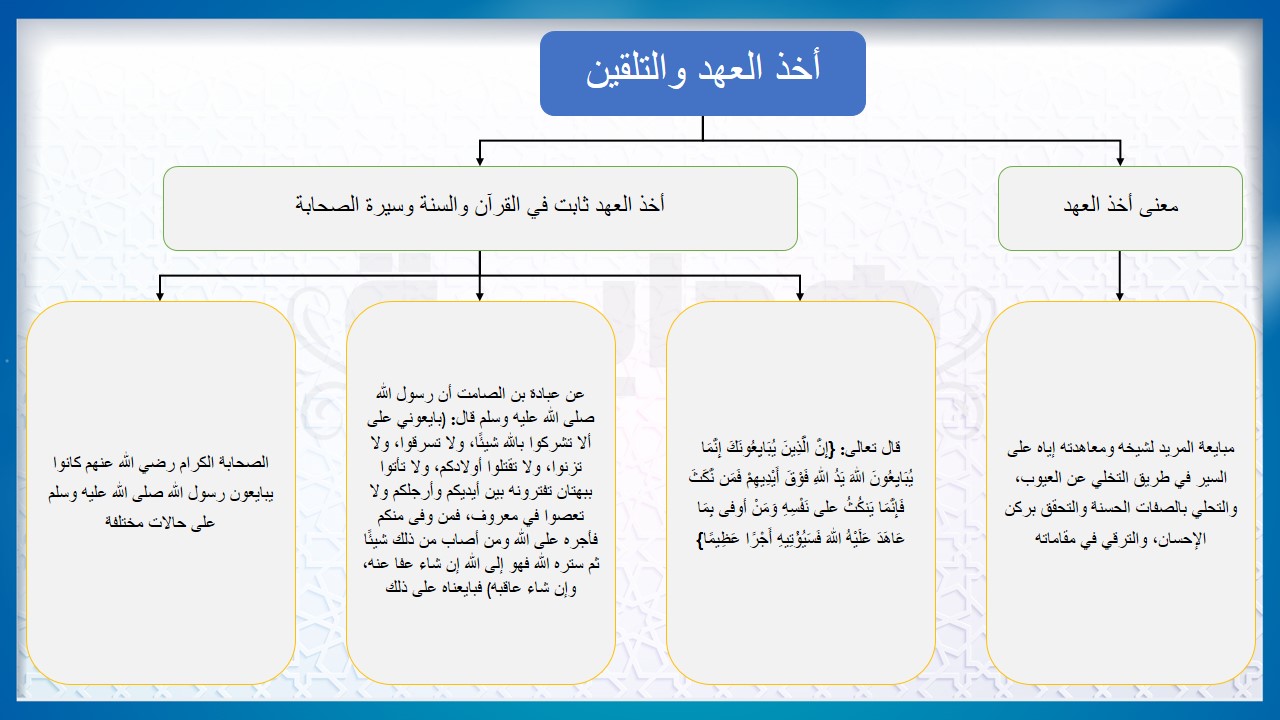 أخذ العهد والتلقين
معنى أخذ العهد
أخذ العهد ثابت في القرآن والسنة وسيرة الصحابة
مبايعة المريد لشيخه ومعاهدته إياه على
السير في طريق التخلي عن العيوب،
والتحلي بالصفات الحسنة والتحقق بركن
الإحسان، والترقي في مقاماته
قال تعالى: {إِنَّ الَّذِينَ يُبَايِعُونَكَ إِنَّمَا
يُبَايِعُونَ اللهَ يَدُ اللهِ فَوْقَ أَيْدِيهِمْ فَمَن نَّكَثَ
فَإِنَّمَا يَنكُثُ على نَفْسِهِ وَمَنْ أوفى بِمَا
عَاهَدَ عَلَيْهُ اللهَ فَسَيُؤْتِيهِ أَجْرًا عَظِيمًا}
عن عبادة بن الصامت أن رسول الله
صلى الله عليه وسلم قال: (بايعوني على
ألا تشركوا بالله شيئًا، ولا تسرقوا، ولا
تزنوا، ولا تقتلوا أولادكم، ولا تأتوا
ببهتان تفترونه بين أيديكم وأرجلكم ولا
تعصوا في معروف، فمن وفى منكم
فأجره على الله ومن أصاب من ذلك شيئًا
ثم ستره الله فهو إلى الله إن شاء عفا عنه،
وإن شاء عاقبه) فبايعناه على ذلك
الصحابة الكرام رضي الله عنهم كانوا
يبايعون رسول الله صلى الله عليه وسلم
على حالات مختلفة